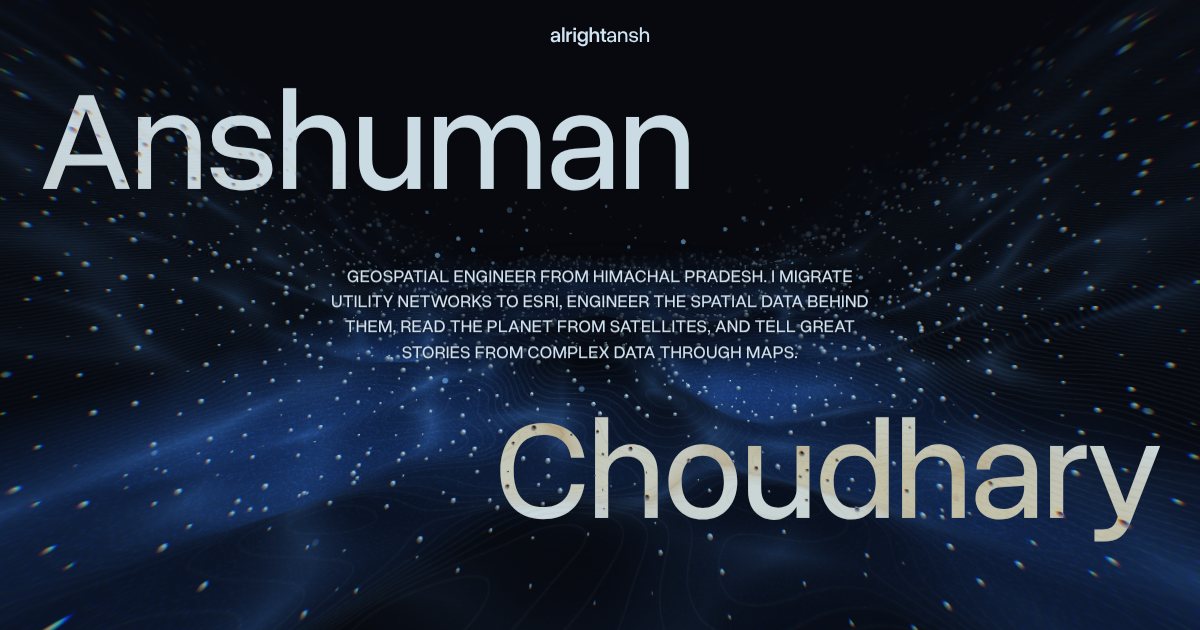 alrightansh
Anshuman
GEOSPATIAL ENGINEER FROM HIMACHAL PRADESH. I MIGRATE
UTILITY NETWORKS TO ESRI, ENGINEER THE SPATIAL DATA BEHIND
THEM, READ THE PLANET FROM SATELLITES, AND TELL GREAT
STORIES FROM COMPLEX DATA THROUGH MAPS.
Choudhary